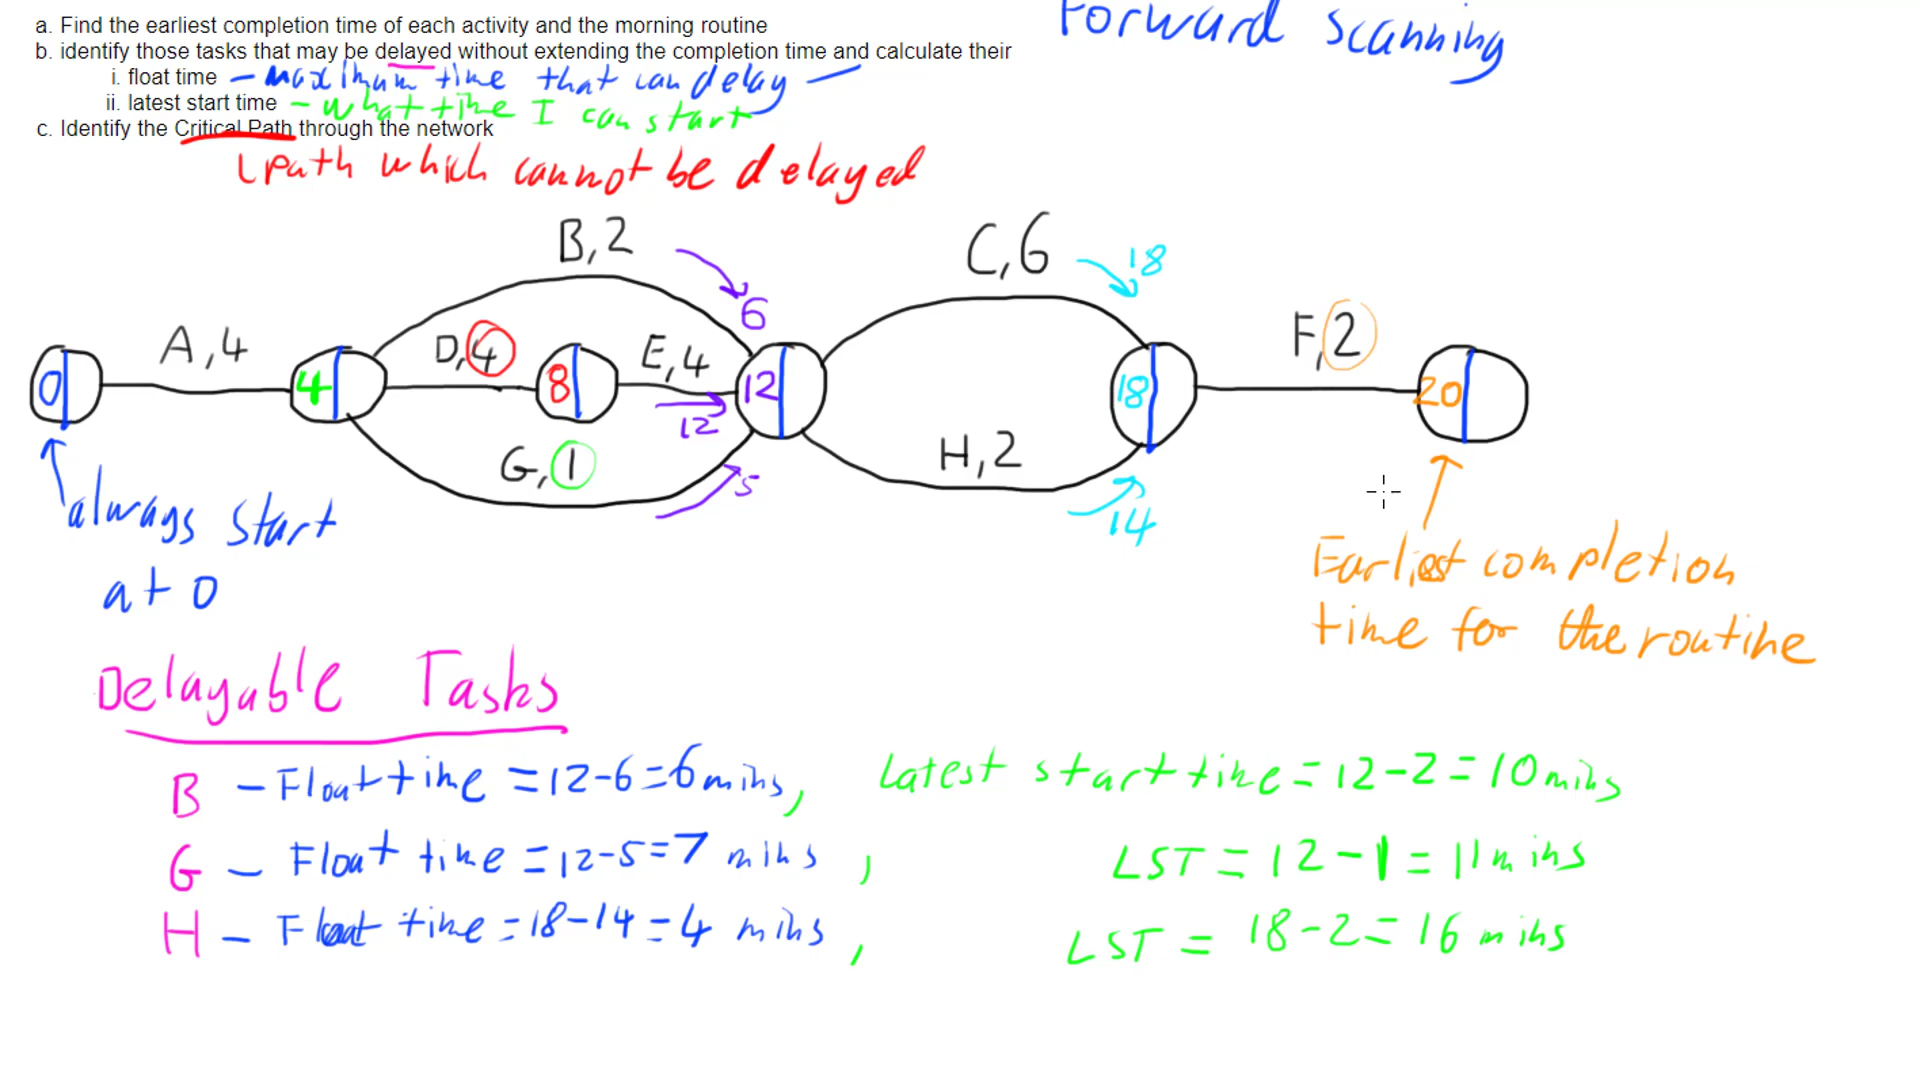 Forward scanning
a. Find the earliest completion time of each activity and the morning routine
b. identify those tasks that may be delayed without extending the completion time and calculate their
i. float time - maximum time that can delay
ii. latest start time - what time I can start
c. Identify the Critical Path through the network
path which cannot be delayed
B,2
C,6
18
6
A,4
D,4
E,4
F,2
0
4
8
12
18
20
12
G,1
5
H,2
14
always start
at 0
Earliest completion
time for the routine
Delayable Tasks
B - Float time = 12-6=6mins, Latest start time = 12-2=10mins
G - Float time = 12-5=7 mins, LST = 12-1=11mins
H - Float time = 18-14=4 mins, LST = 18-2=16 mins